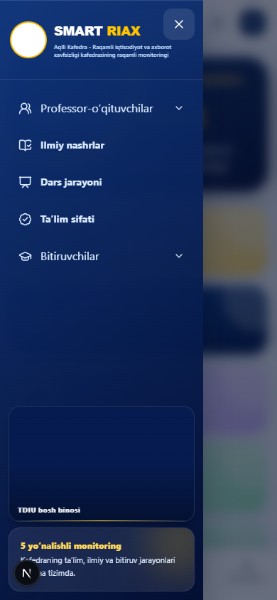 SMART RIAX
Aqlli Kafedra - Raqamli iqtisodiyot va axborot
xavfsizligi kafedrasining raqamli monitoringi
Professor-o'qituvchilar
Ilmiy nashrlar
Dars jarayoni
Ta'lim sifati
Bitiruvchilar
TDIU bosh binosi
5 yo'nalishli monitoring
Kafedraning ta'lim, ilmiy va bitiruv jarayonlari
N
tizimda.